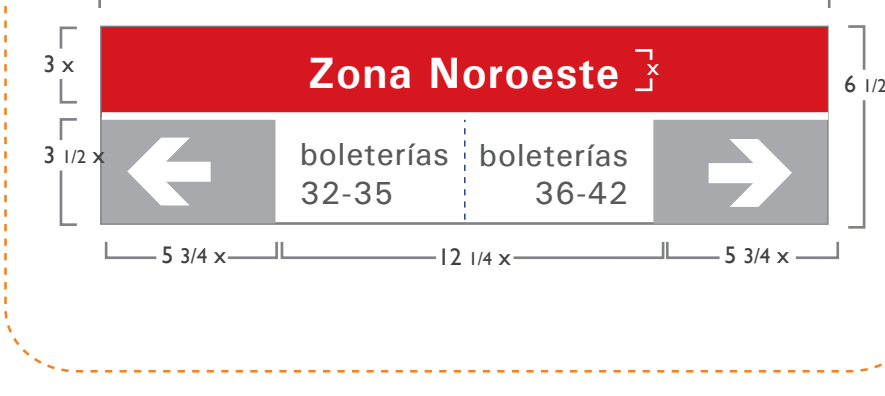 3 x
Zona Noroeste x
6 1/2
3 1/2 x
boleterías boleterías
32-35 36-42
5 3/4 x 12 1/4 x 5 3/4 x